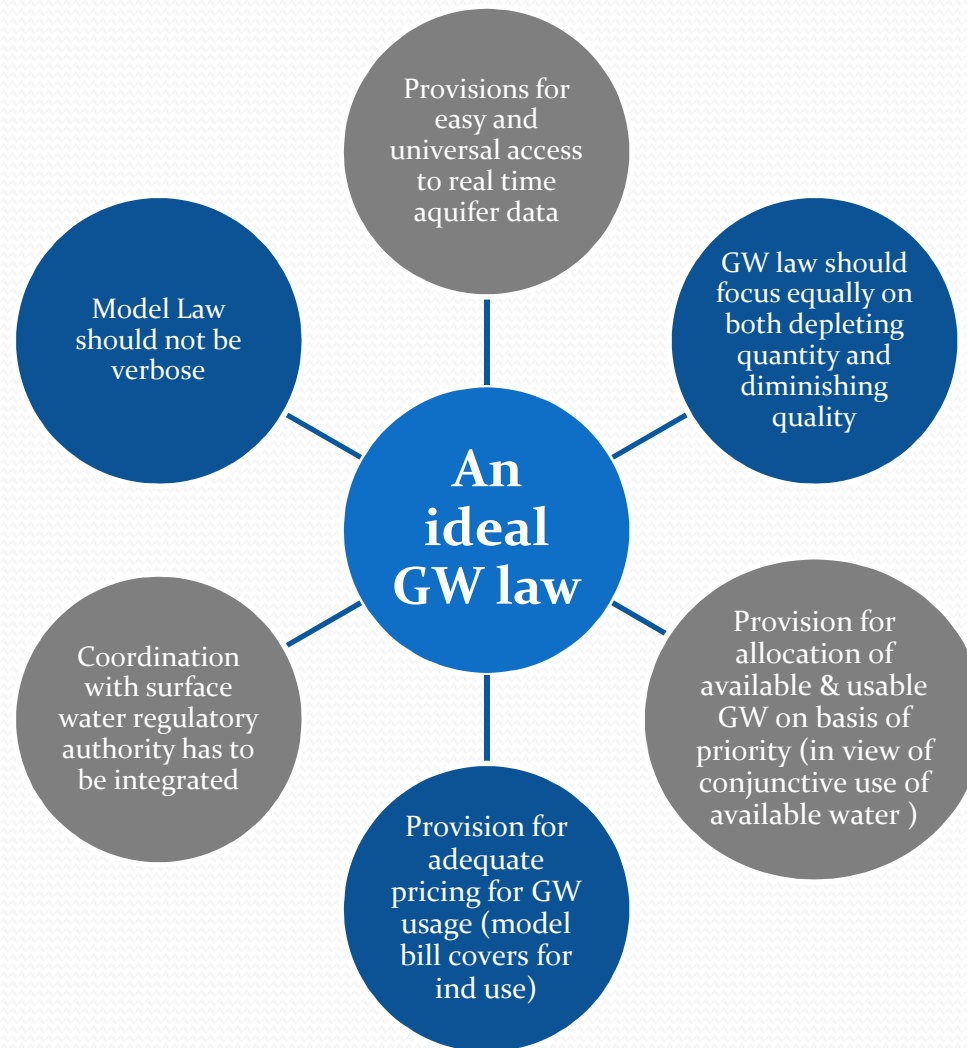 Provisions for
easy and
universal access
to real time
aquifer data
GW law should
focus equally on
both depleting
quantity and
diminishing
quality
Provision for
allocation of
available & usable
GW on basis of
priority (in view of
conjunctive use of
available water )
Provision for
adequate
pricing for GW
usage (model
bill covers for
ind use)
Coordination
with surface
water regulatory
authority has to
be integrated
Model Law
should not be
verbose
An
ideal
GW law